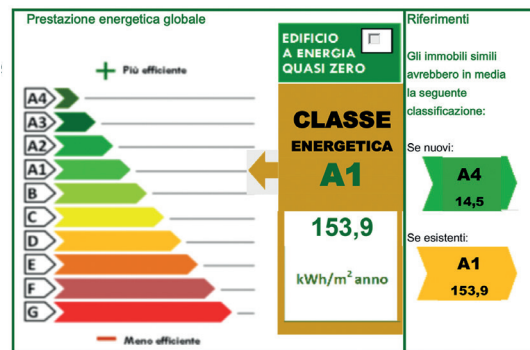 Prestazione energetica globale
Più efficiente
A4
A3
A2
A1
B
C
D
E
F
G
Meno efficiente
EDIFICIO
A ENERGIA
QUASI ZERO
CLASSE
ENERGETICA
A1
153,9
kWh/m² anno
Riferimenti
Gli immobili simili
avrebbero in media
la seguente
classificazione:
Se nuovi:
A4
14,5
Se esistenti:
A1
153,9